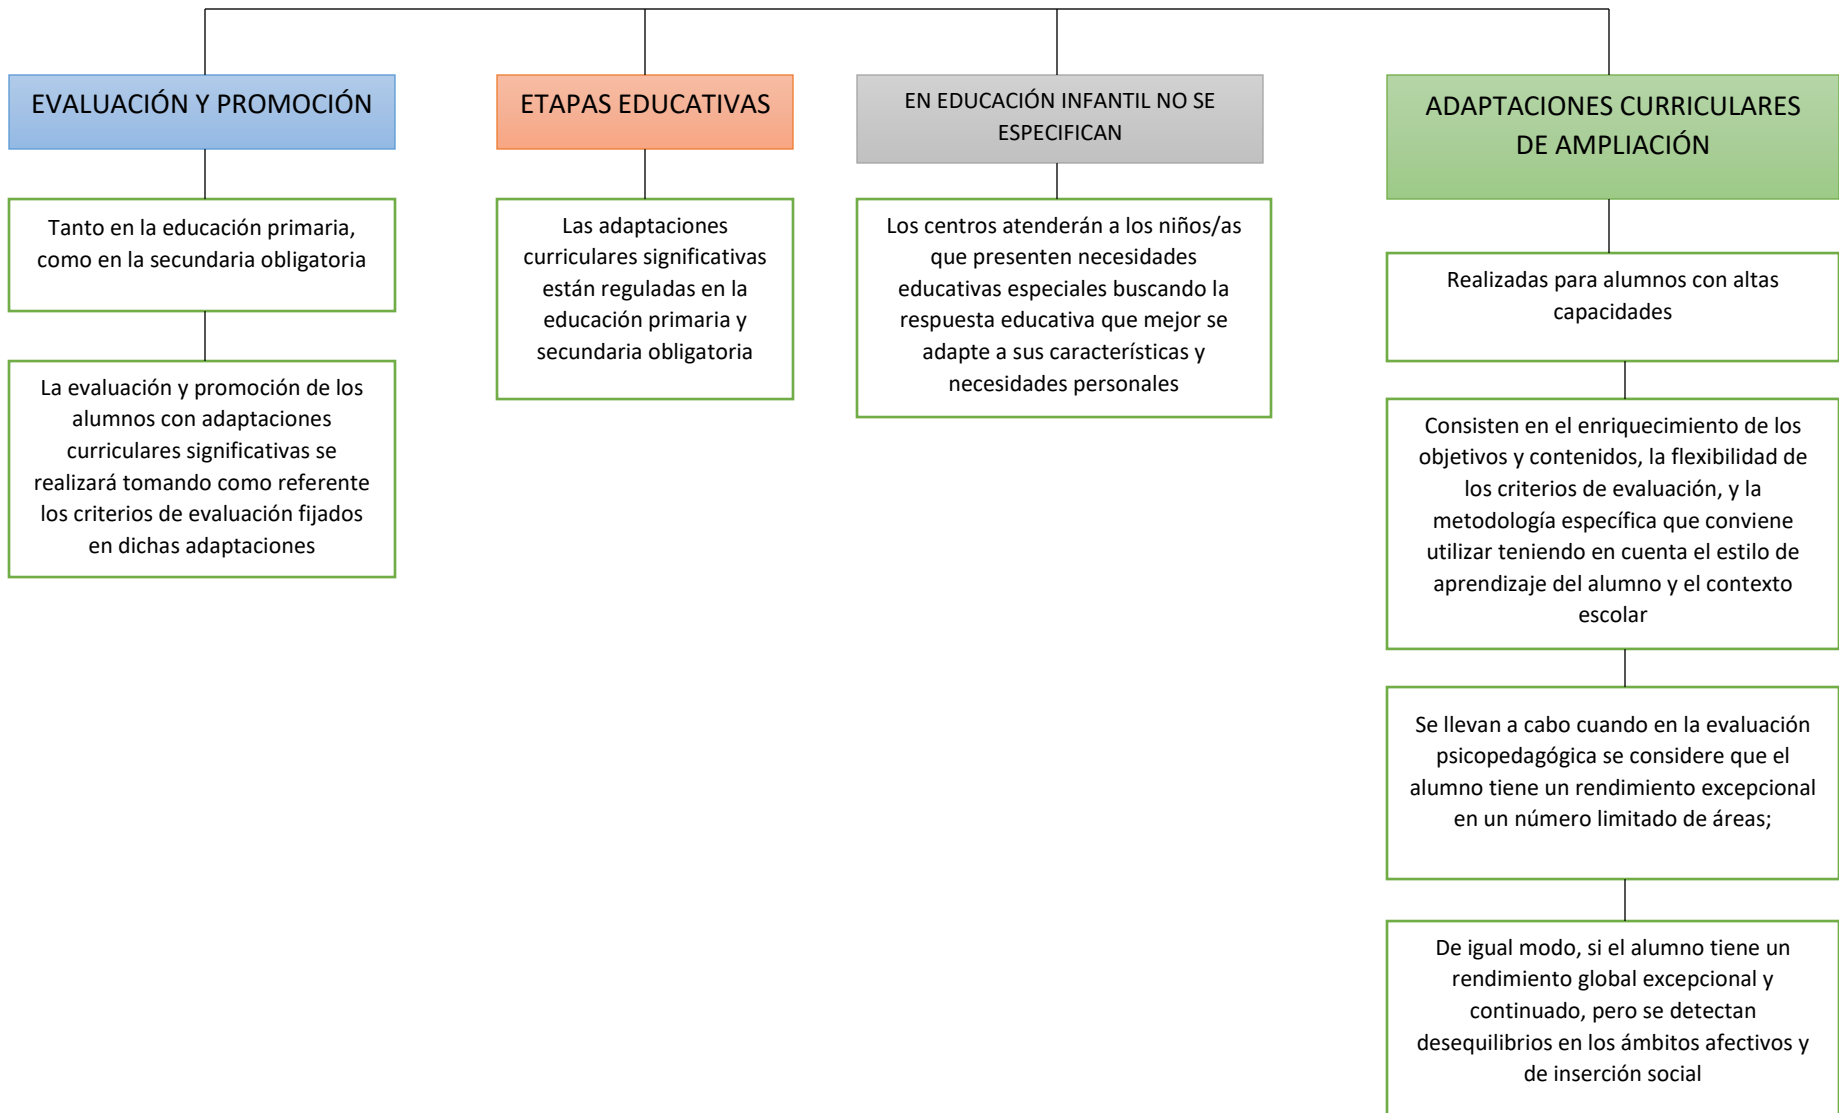 EVALUACIÓN Y PROMOCIÓN
Tanto en la educación primaria,
como en la secundaria obligatoria
La evaluación y promoción de los
alumnos con adaptaciones
curriculares significativas se
realizará tomando como referente
los criterios de evaluación fijados
en dichas adaptaciones
ETAPAS EDUCATIVAS
Las adaptaciones
curriculares significativas
están reguladas en la
educación primaria y
secundaria obligatoria
EN EDUCACIÓN INFANTIL NO SE
ESPECIFICAN
Los centros atenderán a los niños/as
que presenten necesidades
educativas especiales buscando la
respuesta educativa que mejor se
adapte a sus características y
necesidades personales
ADAPTACIONES CURRICULARES
DE AMPLIACIÓN
Realizadas para alumnos con altas
capacidades
Consisten en el enriquecimiento de los
objetivos y contenidos, la flexibilidad de
los criterios de evaluación, y la
metodología específica que conviene
utilizar teniendo en cuenta el estilo de
aprendizaje del alumno y el contexto
escolar
Se llevan a cabo cuando en la evaluación
psicopedagógica se considere que el
alumno tiene un rendimiento excepcional
en un número limitado de áreas;
De igual modo, si el alumno tiene un
rendimiento global excepcional y
continuado, pero se detectan
desequilibrios en los ámbitos afectivos y
de inserción social